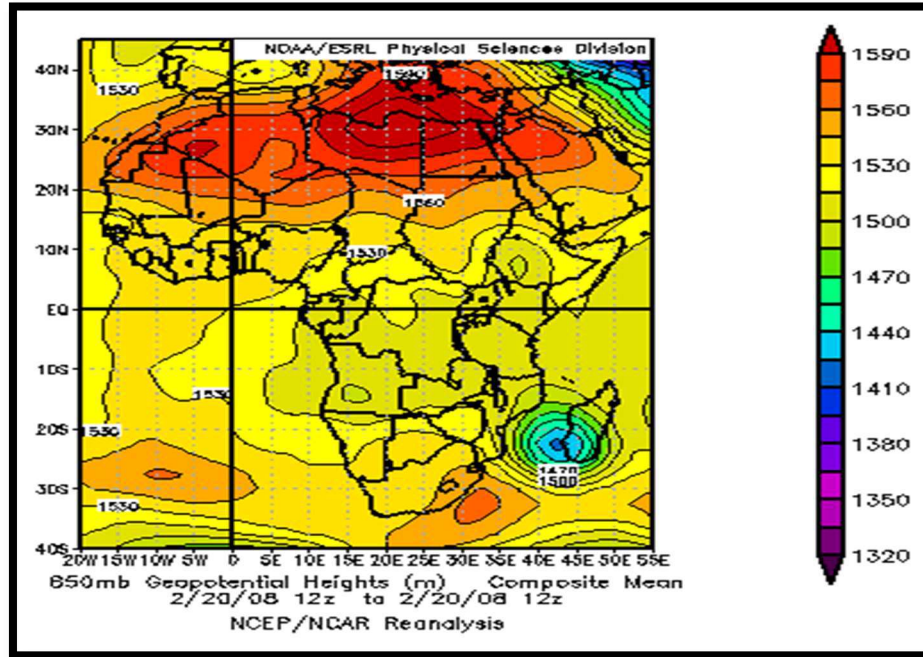 NOAA/ESRL Physical Sciences Division
40N
1530
1590
30N
20N
1560
10N
1530
EQ
10S
1530
20S
1530
1470
1500
30S
1530
40S
20W 15W 10W 5W 0 5E 10E 15E 20E 25E 30E 35E 40E 45E 50E 55E
850mb Geopotential Heights (m) Composite Mean
2/20/08 12z to 2/20/08 12z
NCEP/NCAR Reanalysis
1590
1560
1530
1500
1470
1440
1410
1380
1350
1320